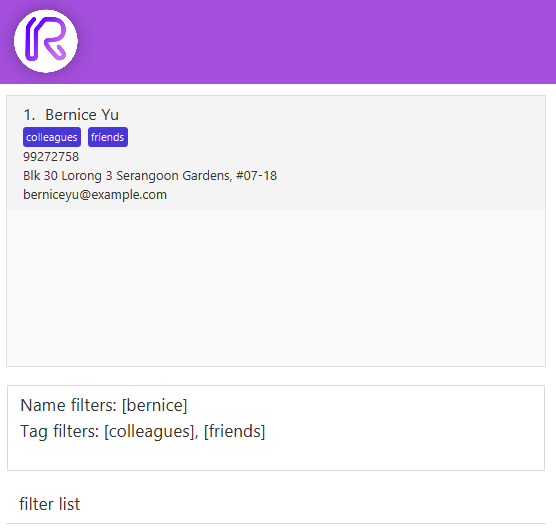 1. Bernice Yu
colleagues friends
99272758
Blk 30 Lorong 3 Serangoon Gardens, #07-18
berniceyu@example.com
Name filters: [bernice]
Tag filters: [colleagues], [friends]
filter list